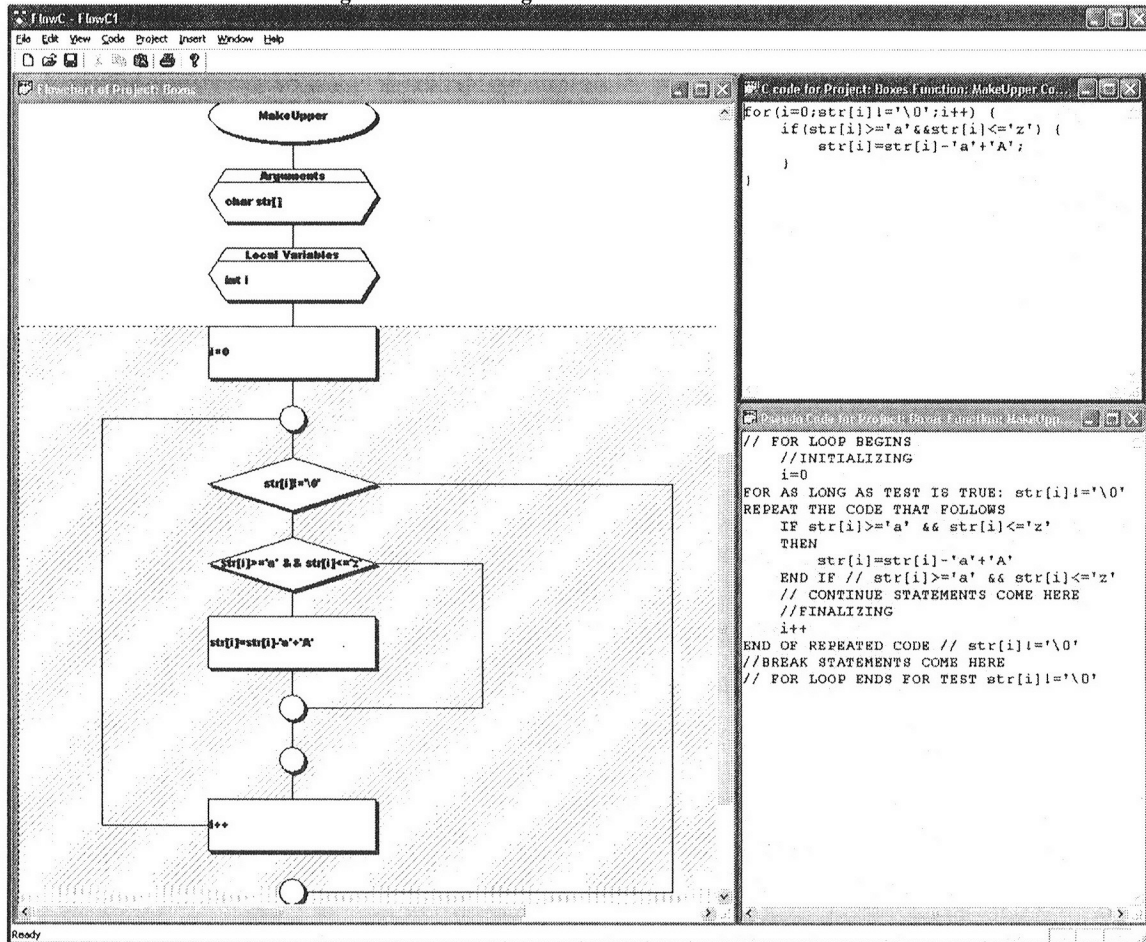 FlowC - FlowC1
File Edit View Code Project Insert Window Help
Flowchart of Project: Boxes
MakeUpper
Arguments
char str[]
Local Variables
int i
i=0
str[i]!='\0'
str[i]>='a' && str[i]<='z'
str[i]=str[i]-'a'+'A'
i++
C code for Project: Boxes Function: MakeUpper Co...
for(i=0;str[i]!='\0';i++) {
if(str[i]>='a'&&str[i]<='z') {
str[i]=str[i]-'a'+'A';
}
}
Pseudo Code for Project: Boxes Function: MakeUpp...
// FOR LOOP BEGINS
//INITIALIZING
i=0
FOR AS LONG AS TEST IS TRUE: str[i]!='\0'
REPEAT THE CODE THAT FOLLOWS
IF str[i]>='a' && str[i]<='z'
THEN
str[i]=str[i]-'a'+'A'
END IF // str[i]>='a' && str[i]<='z'
// CONTINUE STATEMENTS COME HERE
//FINALIZING
i++
END OF REPEATED CODE // str[i]!='\0'
//BREAK STATEMENTS COME HERE
// FOR LOOP ENDS FOR TEST str[i]!='\0'
Ready